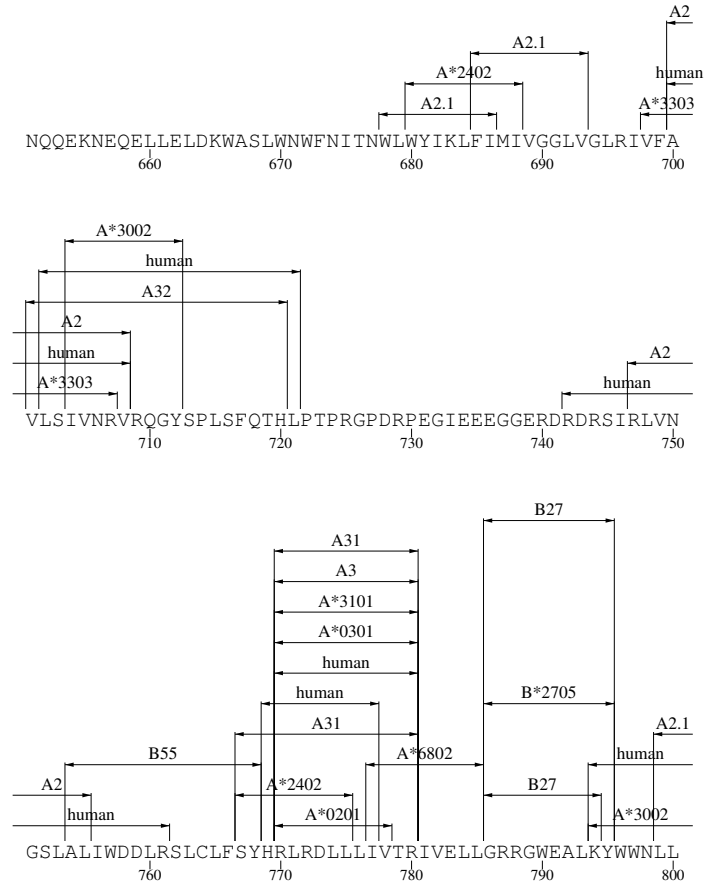 A2
A2.1
A*2402 human
A2.1 A*3303
NQQEKNEQELLELDKWASLWNWFNITNWLWYIKLFIMIVGGLVGLRIVFA
660 670 680 690 700
A*3002
human
A32
A2 A2
human human
A*3303
VLSIVNRVRQGYSPLSFQTHLPTPRGPDRPEGIEEEGGERDRDRSIRLVN
710 720 730 740 750
B27
A31
A3
A*3101
A*0301
human
human B*2705
A31 A2.1
B55 A*6802 human
A2 A*2402 B27
human A*0201 A*3002
GSLALIWDDLRSLCLFSYHRLRDLLLIVTRIVELLGRRGWEALKYWWNLL
760 770 780 790 800